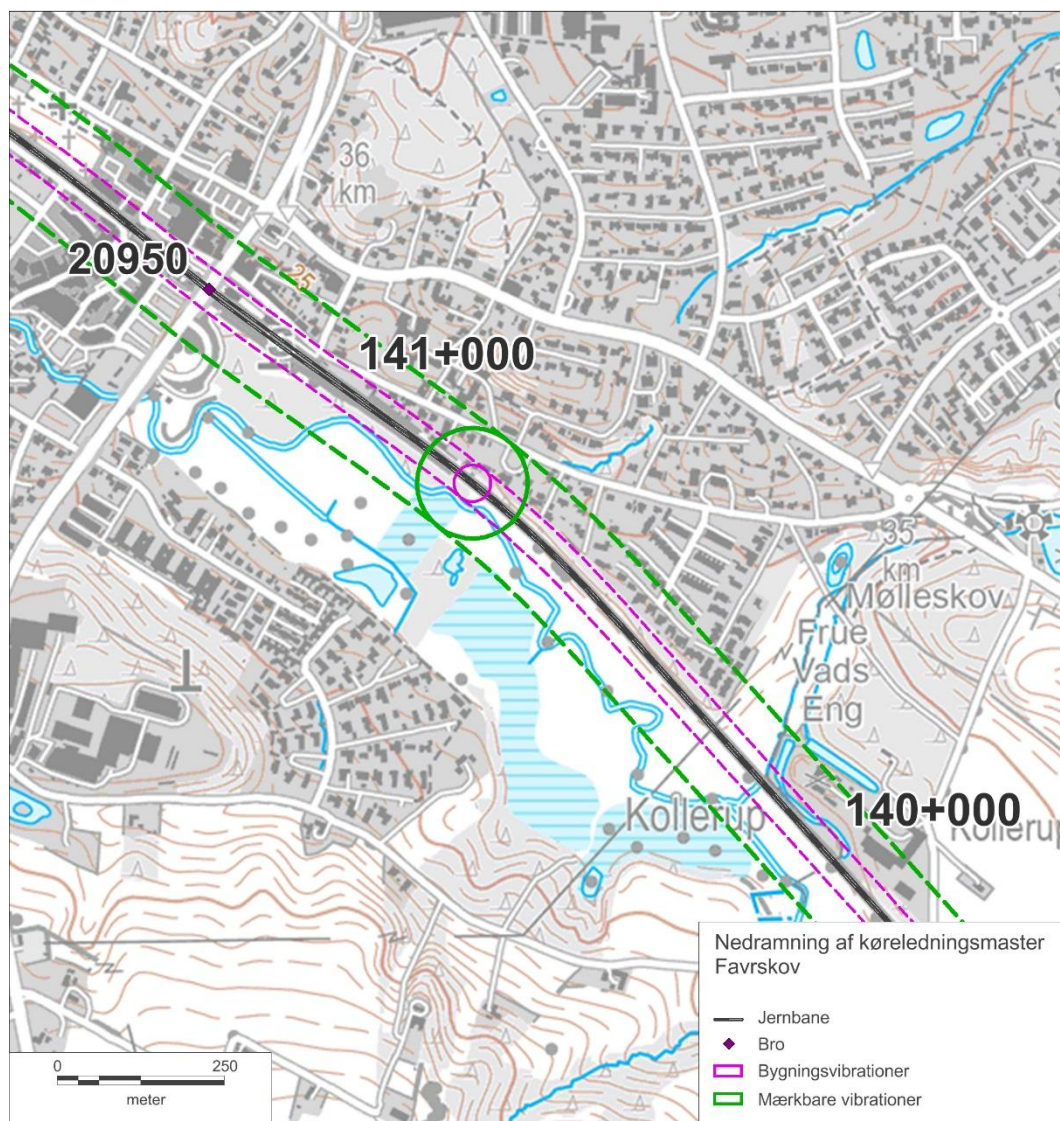 36
km
20950
25
141+000
35
km
Mølleskov
Frue
Vads
Eng
140+000
Kollerup
Kollerup
Nedramning af køreledningsmaster
Favrskov
Jernbane
Bro
Bygningsvibrationer
Mærkbare vibrationer
0 250
meter